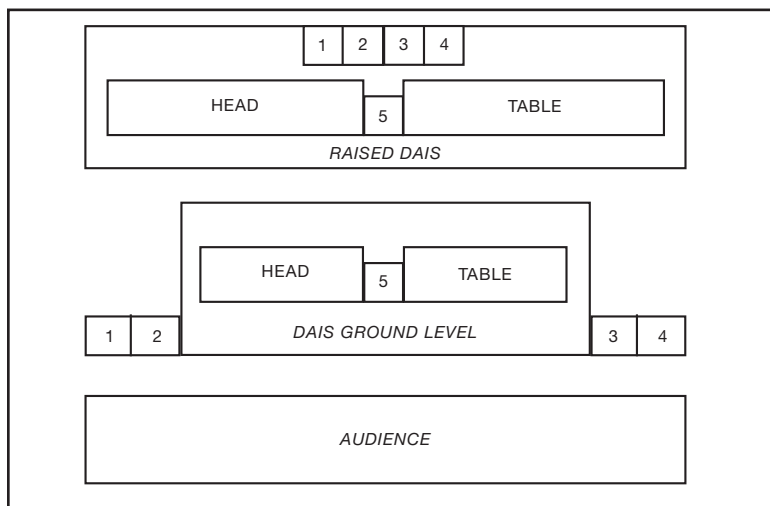 1 2 3 4
HEAD 5 TABLE
RAISED DAIS
HEAD 5 TABLE
1 2 DAIS GROUND LEVEL 3 4
AUDIENCE